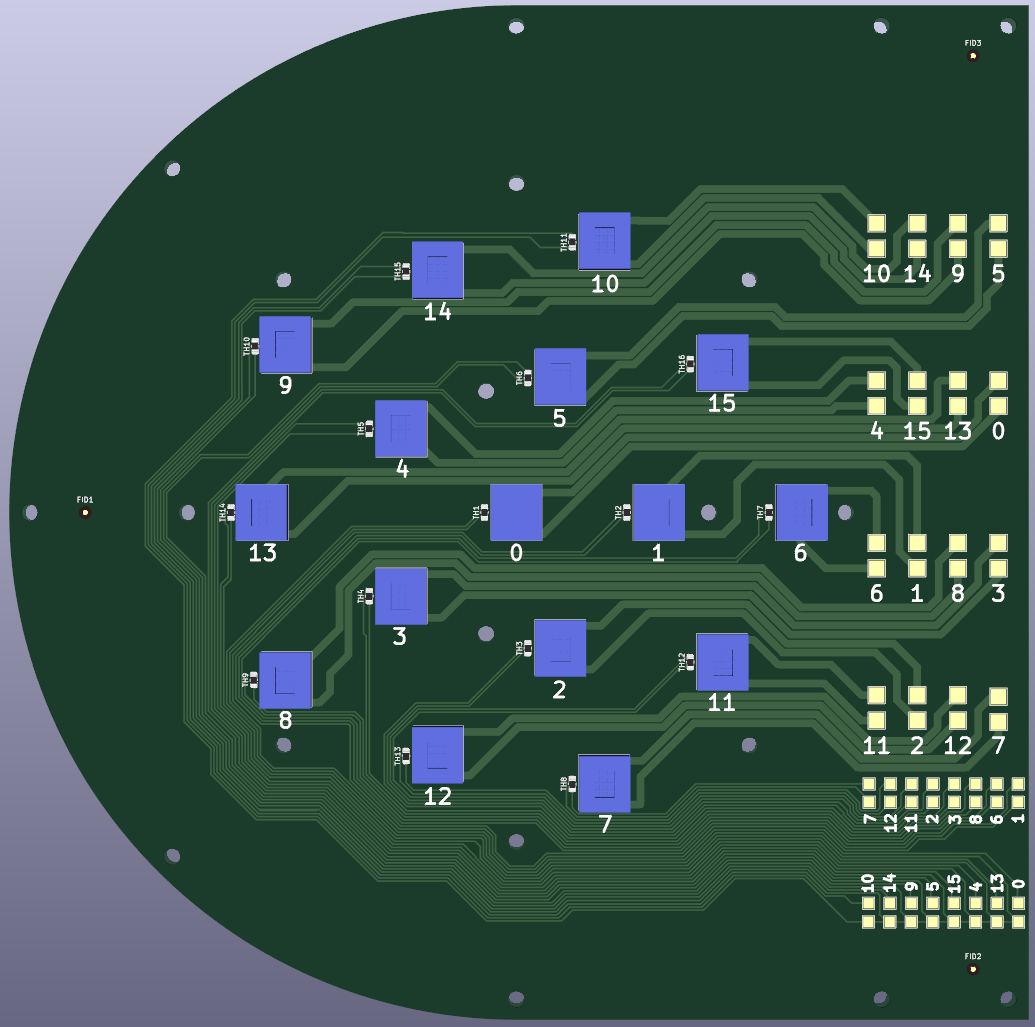 FID3
TH11
10
TH15
14
10 14 9 5
TH10
9
TH6
5
TH16
15
TH5
4
4 15 13 0
TH14
13
TH1
0
TH2
1
TH7
6
TH4
3
6 1 8 3
FID1
TH3
2
TH12
11
TH9
8
11 2 12 7
TH13
12
TH8
7
7 12 11 2 3 8 6 1
10 14 9 5 15 4 13 0
FID2